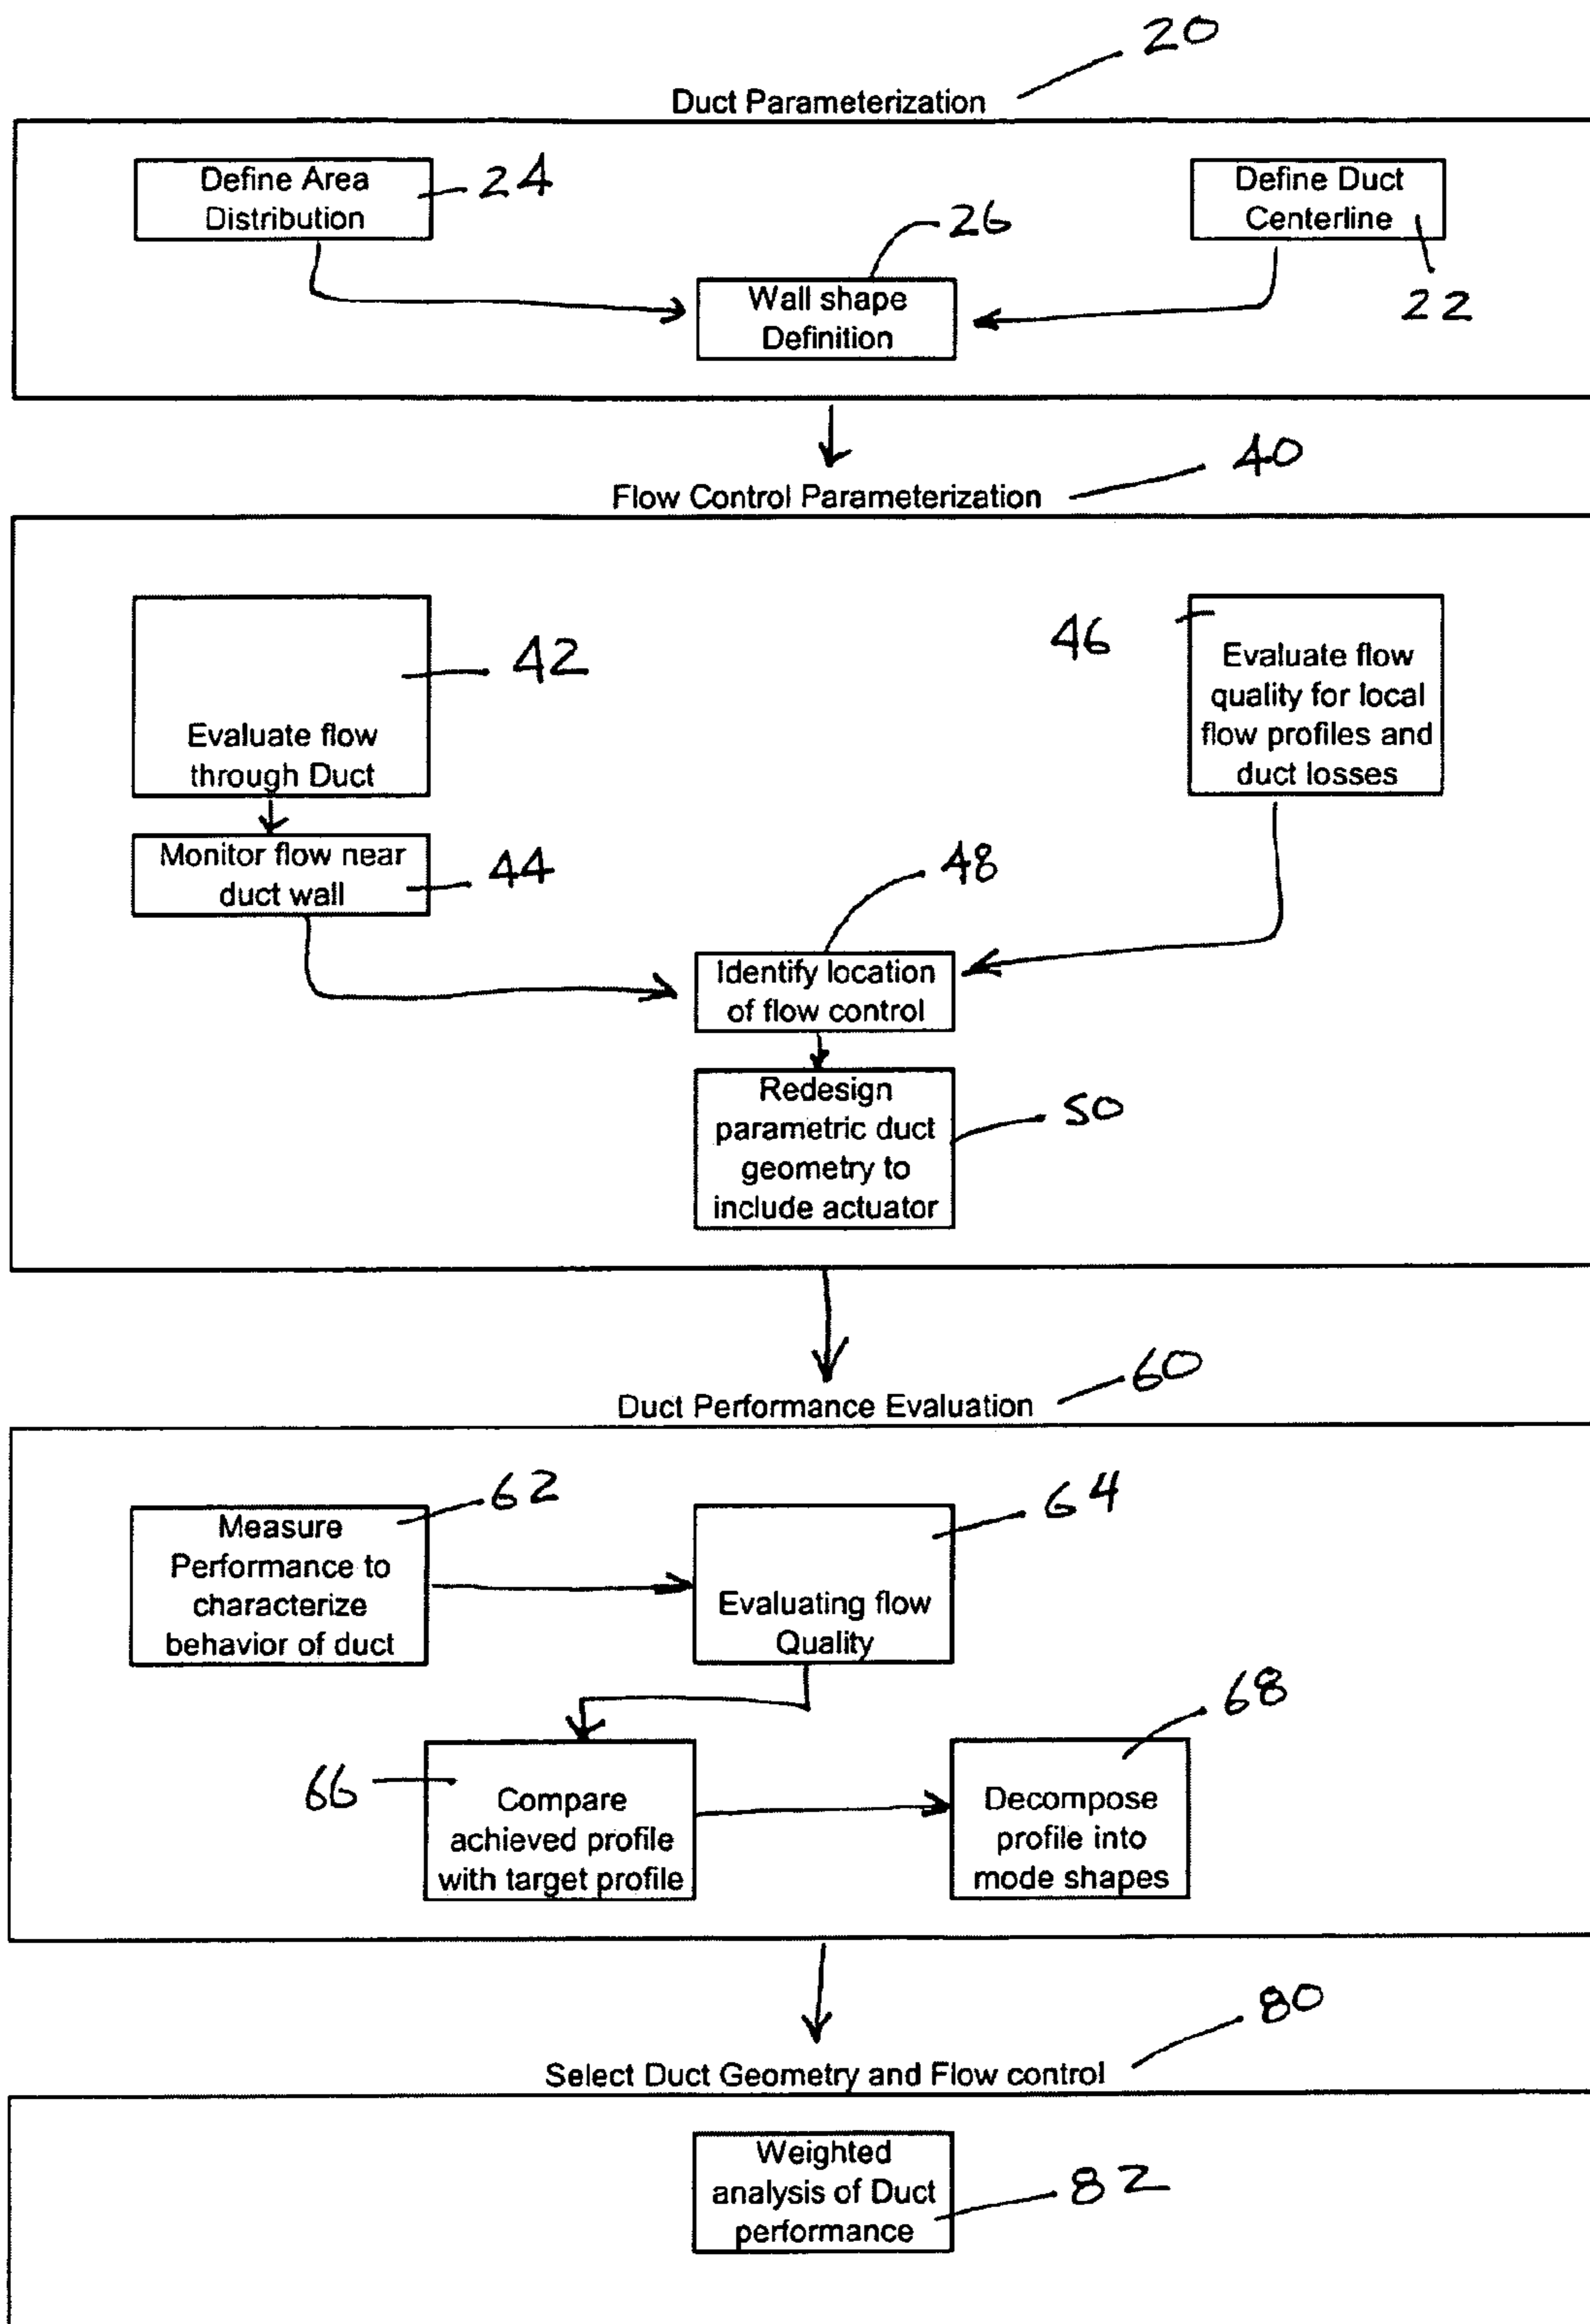 20
Duct Parameterization
Define Area
Distribution
24
Define Duct
Centerline
22
26
Wall shape
Definition
40
Flow Control Parameterization
42
Evaluate flow
through Duct
46
Evaluate flow
quality for local
flow profiles and
duct losses
Monitor flow near
duct wall
44
48
Identify location
of flow control
Redesign
parametric duct
geometry to
include actuator
50
60
Duct Performance Evaluation
62
Measure
Performance to
characterize
behavior of duct
64
Evaluating flow
Quality
66
Compare
achieved profile
with target profile
68
Decompose
profile into
mode shapes
80
Select Duct Geometry and Flow control
Weighted
analysis of Duct
performance
82